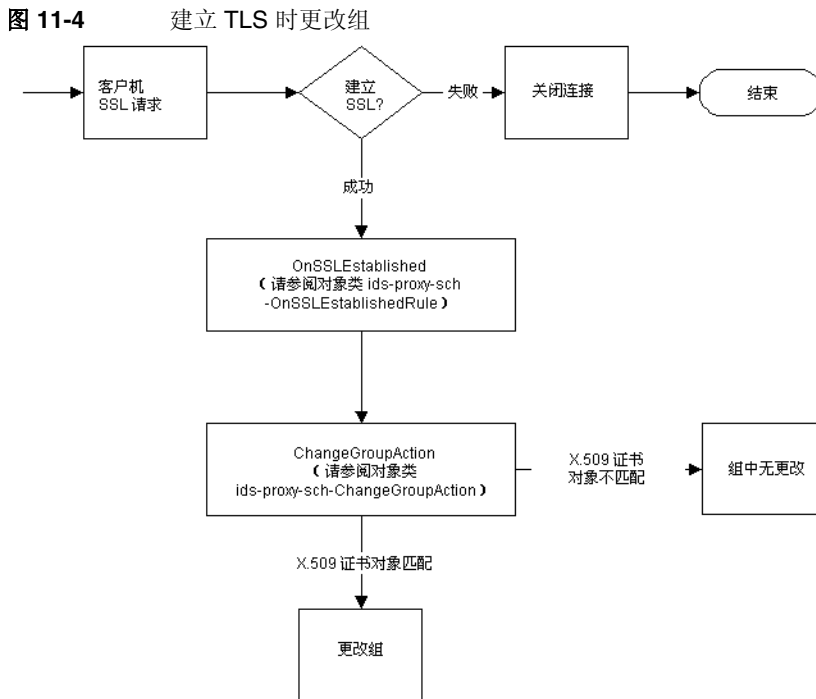 图 11-4 建立 TLS 时更改组
客户机
SSL 请求
建立
SSL?
失败
关闭连接
结束
成功
OnSSLEstablished
（请参阅对象类 ids-proxy-sch
-OnSSLEstablishedRule）
ChangeGroupAction
（请参阅对象类
ids-proxy-sch-ChangeGroupAction）
X.509 证书
对象不匹配
组中无更改
X.509 证书对象匹配
更改组